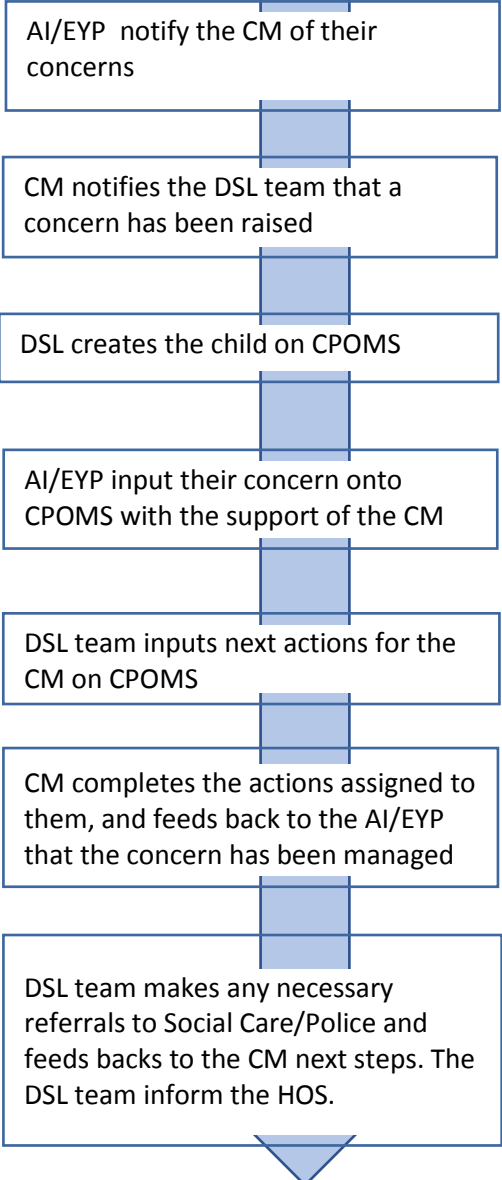 AI/EYP  notify the CM of their
concerns
CM notifies the DSL team that a
concern has been raised
DSL creates the child on CPOMS
AI/EYP input their concern onto
CPOMS with the support of the CM
DSL team inputs next actions for the
CM on CPOMS
CM completes the actions assigned to
them, and feeds back to the AI/EYP
that the concern has been managed
DSL team makes any necessary
referrals to Social Care/Police and
feeds backs to the CM next steps. The
DSL team inform the HOS.